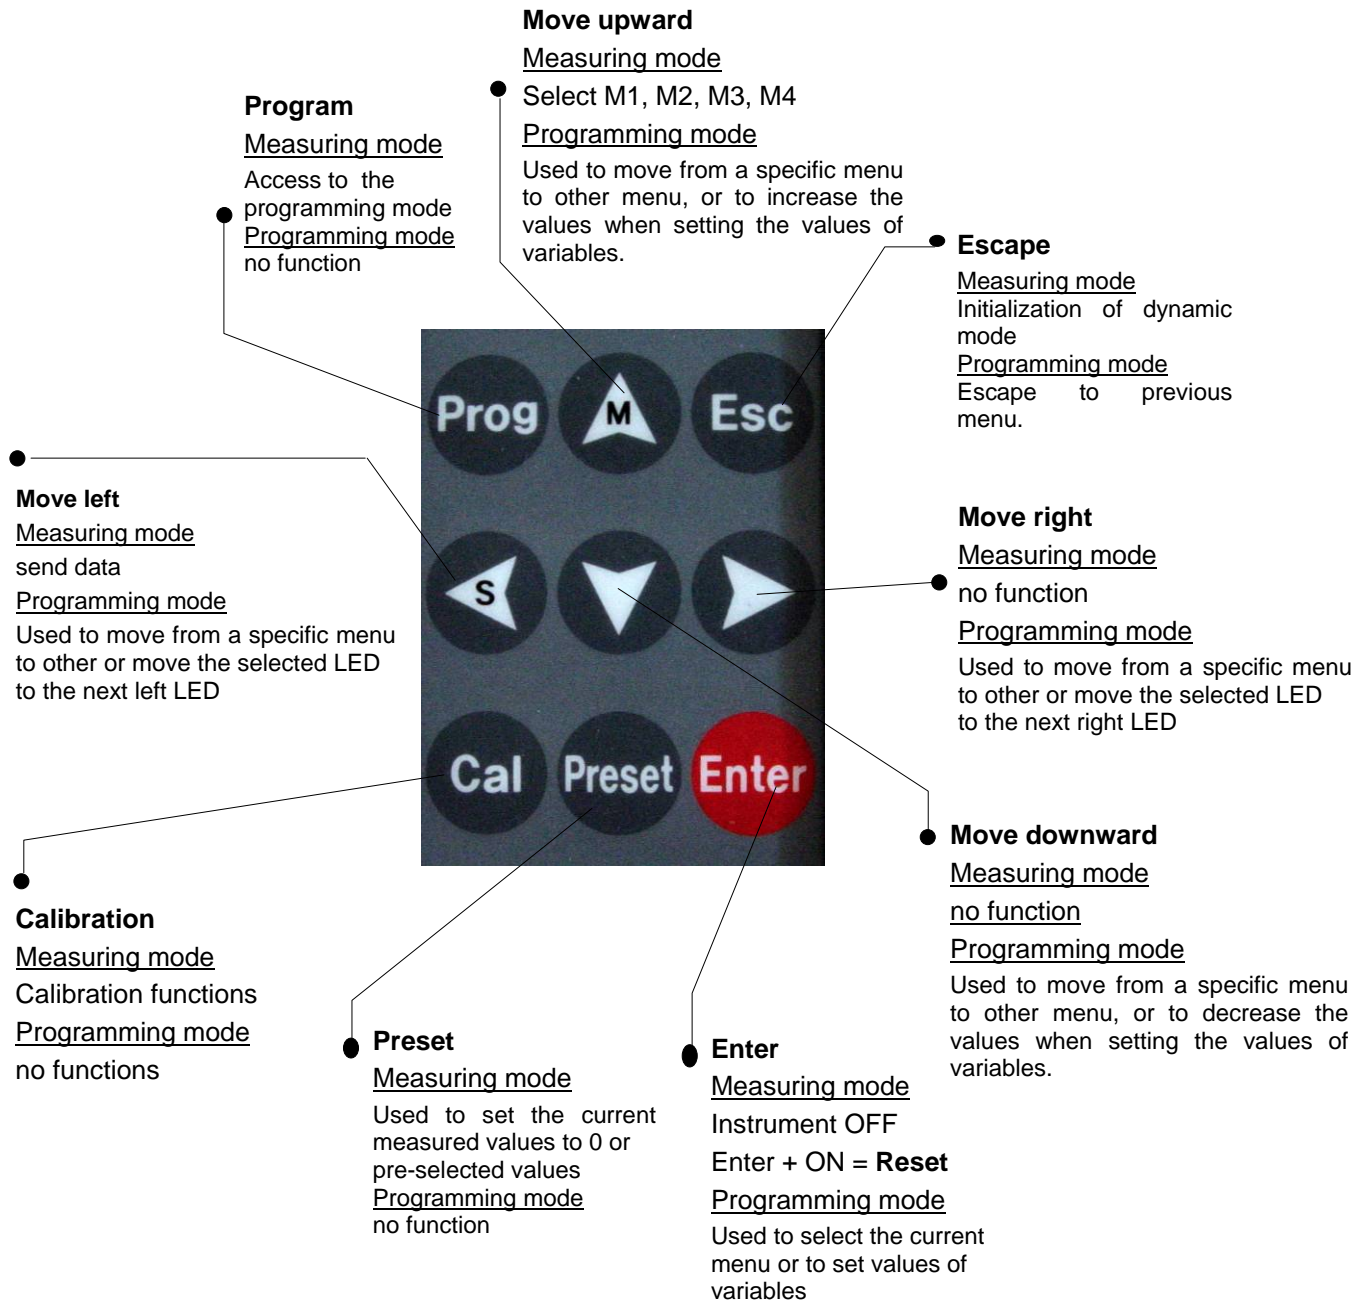 Move upward
Measuring mode
Select M1, M2, M3, M4
Programming mode
Used to move from a specific menu
to other menu, or to increase the
values when setting the values of
variables.
Program
Measuring mode
Access to the
programming mode
Programming mode
no function
Escape
Measuring mode
Initialization of dynamic
mode
Programming mode
Escape to previous
menu.
Prog
M
Esc
Move left
Measuring mode
send data
Programming mode
Used to move from a specific menu
to other or move the selected LED
to the next left LED
S
Move right
Measuring mode
no function
Programming mode
Used to move from a specific menu
to other or move the selected LED
to the next right LED
Cal
Preset
Enter
Move downward
Measuring mode
no function
Programming mode
Used to move from a specific menu
to other menu, or to decrease the
values when setting the values of
variables.
Calibration
Measuring mode
Calibration functions
Programming mode
no functions
Preset
Measuring mode
Used to set the current
measured values to 0 or
pre-selected values
Programming mode
no function
Enter
Measuring mode
Instrument OFF
Enter + ON = Reset
Programming mode
Used to select the current
menu or to set values of
variables